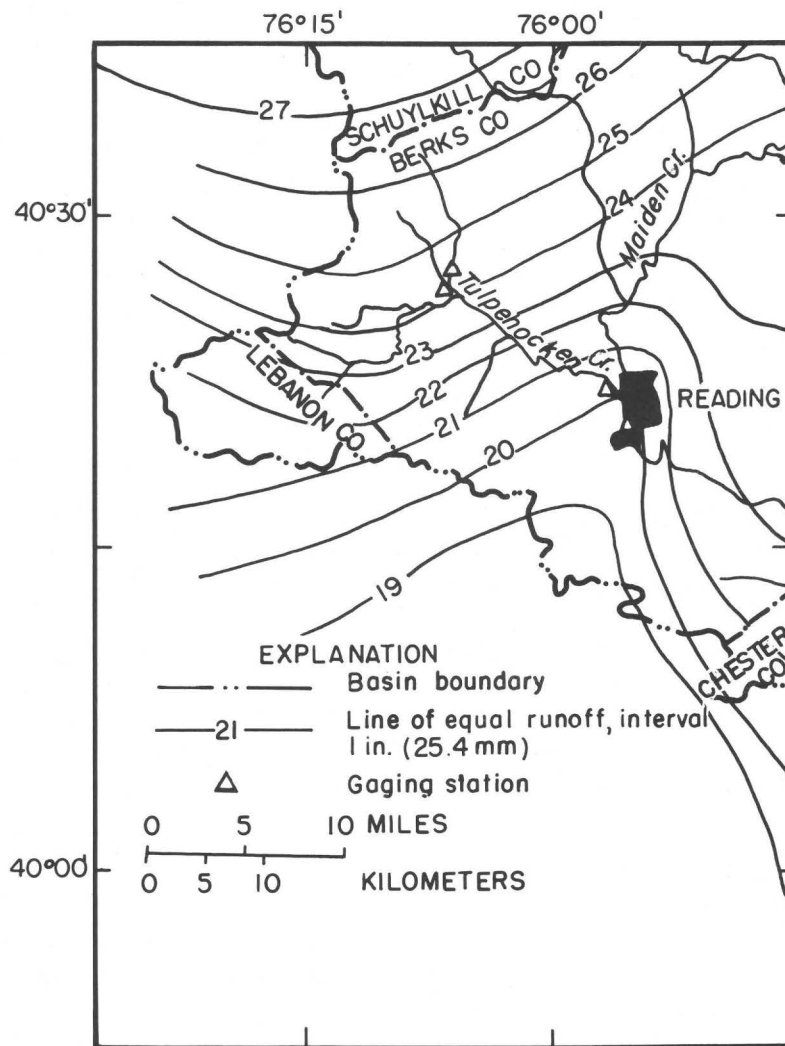 76°15' 76°00'
27
SCHUYLKILL CO
BERKS CO
26
25
24
40°30'
Maiden Cr.
Tulpehocken Cr.
23
22
21
20
19
LEBANON CO
READING
CHESTER
COU
EXPLANATION
Basin boundary
21 Line of equal runoff, interval
1 in. (25.4 mm)
Gaging station
0 5 10 MILES
40°00'
0 5 10 KILOMETERS